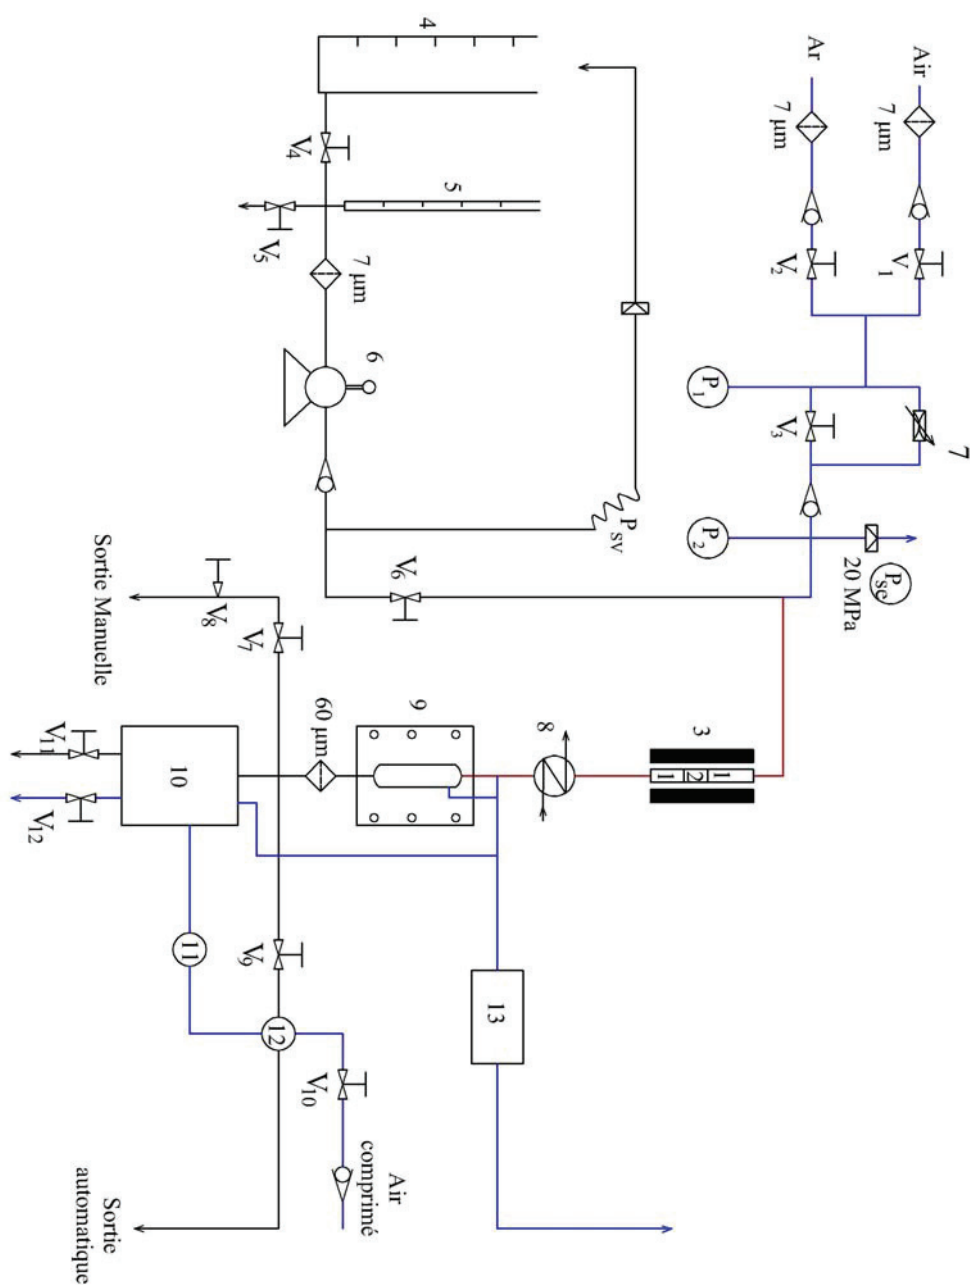 7
Air
7 µm
V1
Pse
20 MPa
Ar
7 µm
V2
V3
P1
P2
3
1
2
1
PSV
8
13
4
5
9
V6
6
7 µm
Air
comprimé
60 µm
V10
V4
V5
V7
V9
12
V8
10
11
Sortie Manuelle
Sortie
automatique
V11
V12